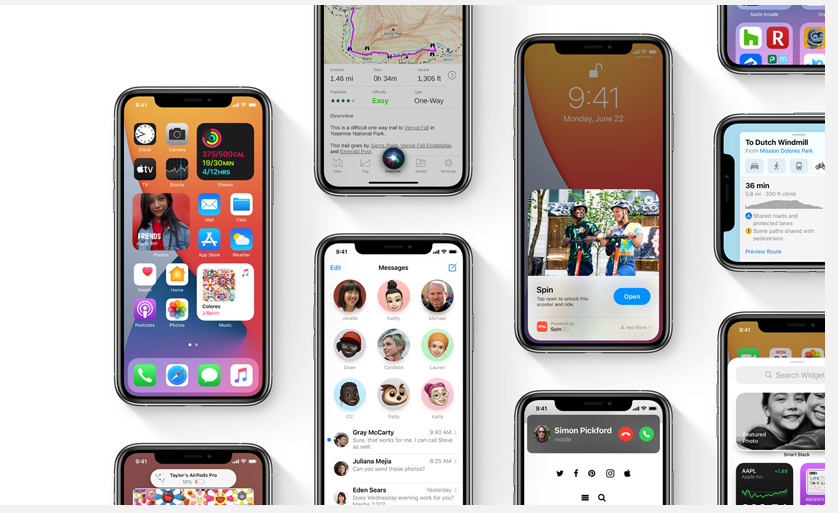 9:41
Clock
Camera
375/500CAL
19/30MIN
4/12HRS
TV
Stocks
Fitness
FRIENDS
Mail
Files
Photos
App Store
Weather
Health
Home
Colores
J Balvin
Podcasts
Photos
Music
9:41
Taylor's AirPods Pro
50%
Distance
Time
Ascent
1.46 mi
0h 34m
1,306 ft
Popularity
Difficulty
Type
Easy
One-Way
Overview
This is a difficult one way trail to Vernal Fall in
Yosemite National Park.
This trail goes by Sierra Point, Vernal Fall Footbridge,
and Emerald Pool.
Map
Trip
Discover
Saved
Settings
9:41
Edit
Messages
Janelle
Kathy
Michael
Dean
Candace
Lauren
CC
Patty
Karla
Gray McCarty
9:40 AM
Sure, that works for me. I can call Steve
as well.
Juliana Mejia
8:25 AM
Can you send those photos?
Eden Sears
Yesterday
Does Wednesday evening work for you?
Maybe 7:30?
9:41
Monday, June 22
Spin
Tap open to unlock this
scooter and ride.
Open
Powered by
Spin
App Store
9:41
Simon Pickford
mobile
Apple Arcade
To Dutch Windmill
From Mission Dolores Park
36 min
5.8 mi · 300 ft climb
Shared roads and
protected lanes
Some paths shared with
pedestrians.
Preview Route
9:41
MON
Search Widget
Featured
Photo
Smart Stack
AAPL
+1.89
Apple Inc.
LIFE